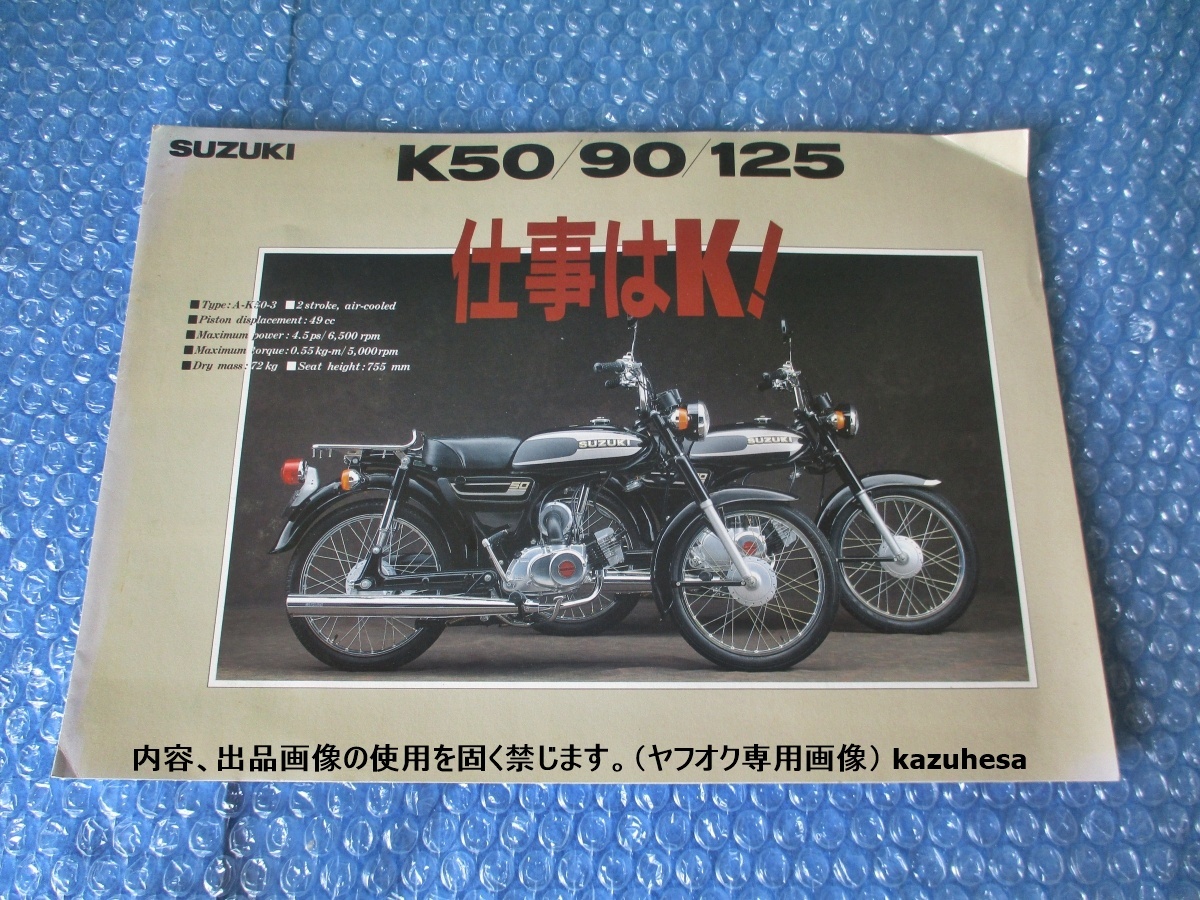 SUZUKI K50/90/125
仕事はK!
■Type: A-K50-3 ■2 stroke, air-cooled
■Piston displacement: 49 cc
■Maximum power: 4.5 ps/6,500 rpm
■Maximum torque: 0.55 kg-m/5,000 rpm
■Dry mass: 72 kg ■Seat height: 755 mm
SUZUKI
SUZUKI
50
内容、出品画像の使用を固く禁じます。（ヤフオク専用画像） kazuhesa